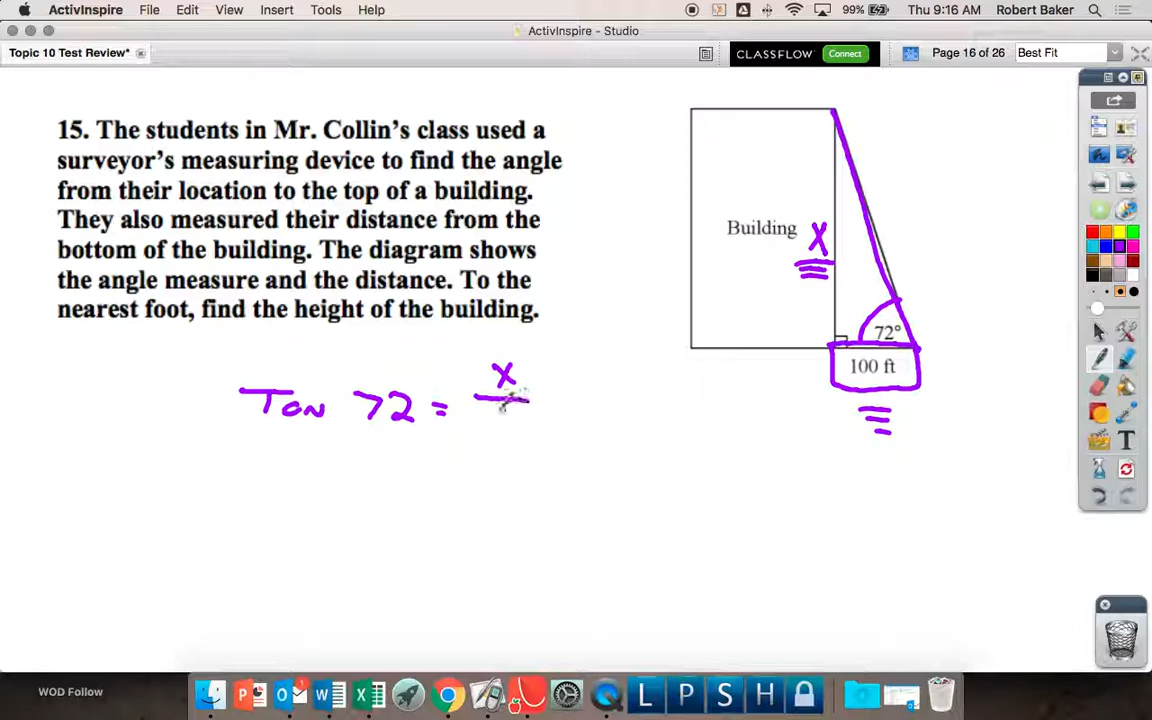 ActivInspire File Edit View Insert Tools Help 99% Thu 9:16 AM Robert Baker
ActivInspire - Studio
Topic 10 Test Review* CLASSFLOW Connect Page 16 of 26 Best Fit
15. The students in Mr. Collin's class used a
surveyor's measuring device to find the angle
from their location to the top of a building.
They also measured their distance from the
bottom of the building. The diagram shows
the angle measure and the distance. To the
nearest foot, find the height of the building.
Building X
72°
100 ft
X
Tan 72 =
T
P W X 1 L P S H
WOD Follow